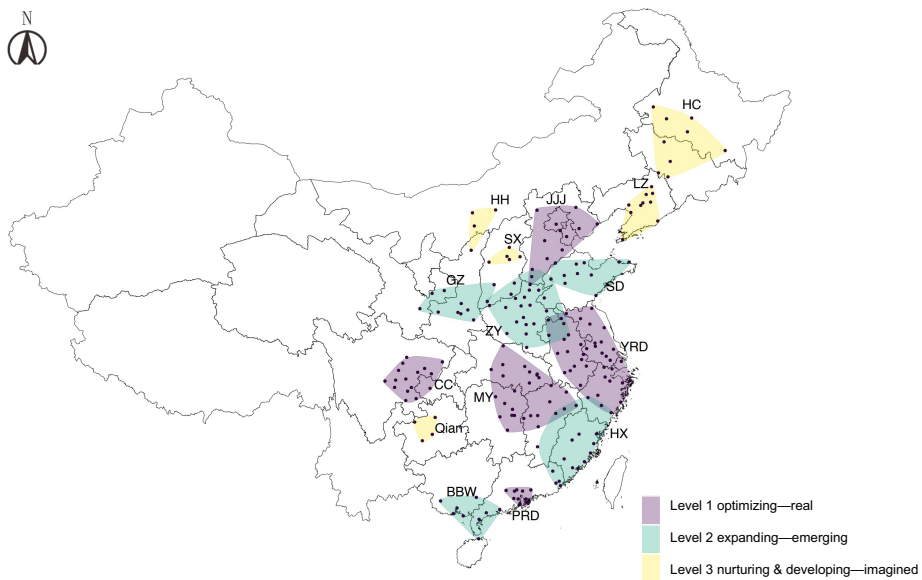 N
HC
LZ
HH
JJJ
SX
GZ
SD
ZY
YRD
CC
MY
Qian
HX
BBW
PRD
Level 1 optimizing—real
Level 2 expanding—emerging
Level 3 nurturing & developing—imagined